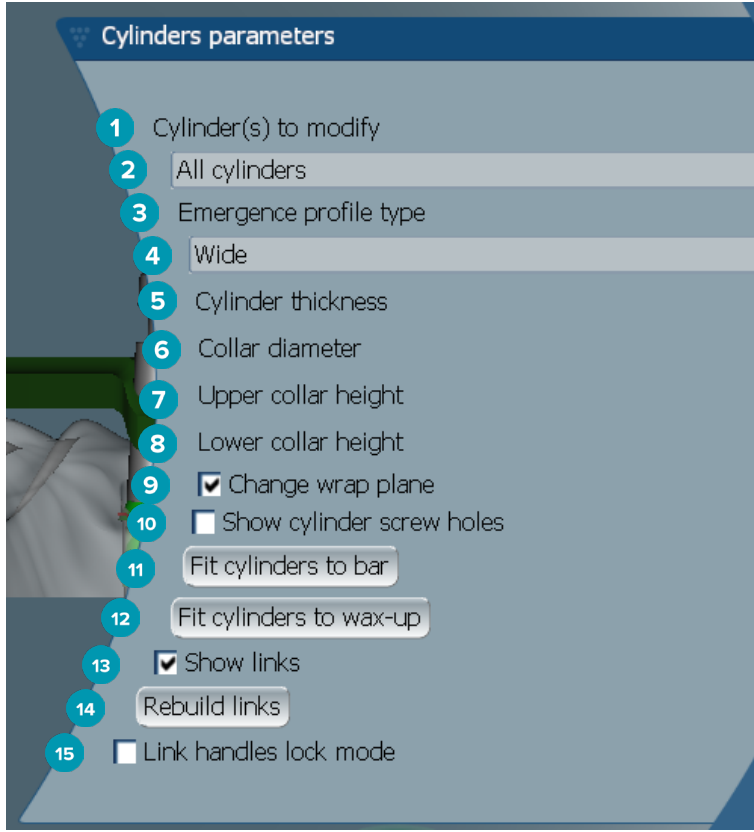 Cylinders parameters
1 Cylinder(s) to modify
2 All cylinders
3 Emergence profile type
4 Wide
5 Cylinder thickness
6 Collar diameter
7 Upper collar height
8 Lower collar height
9 Change wrap plane
10 Show cylinder screw holes
11 Fit cylinders to bar
12 Fit cylinders to wax-up
13 Show links
14 Rebuild links
15 Link handles lock mode